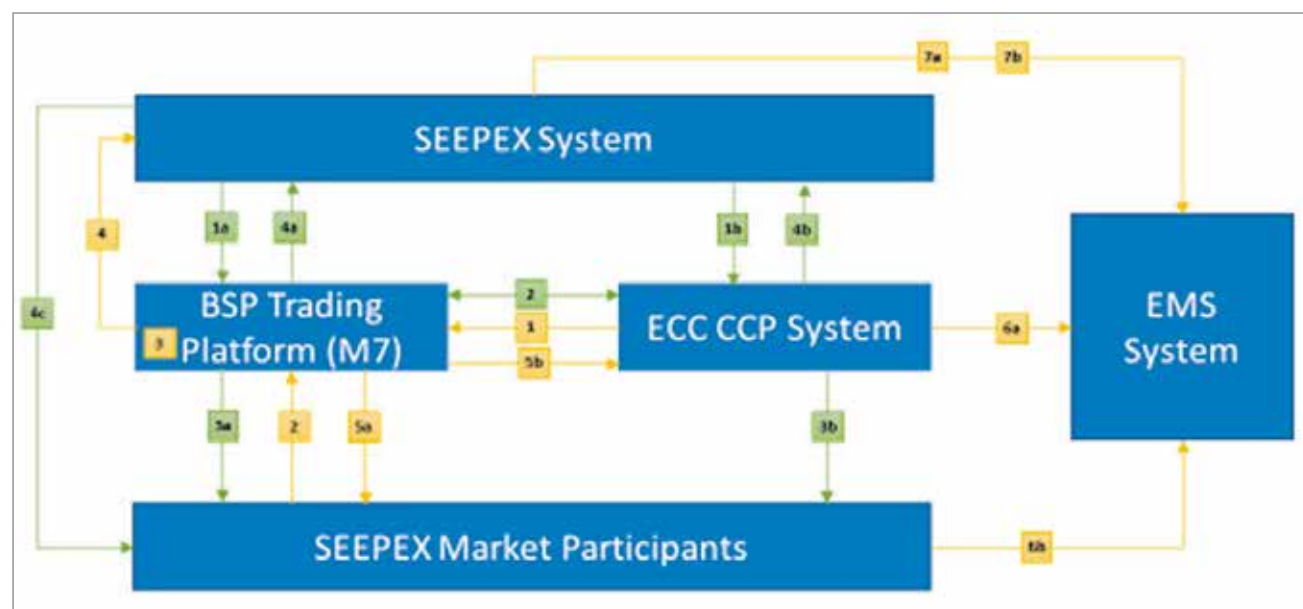 7a 7b
SEEPEX System
4
1a
4a
1b
4b
4c
2
BSP Trading
1
ECC CCP System
6a
EMS
3
Platform (M7)
5b
System
3a
2
5a
3b
SEEPEX Market Participants
6b